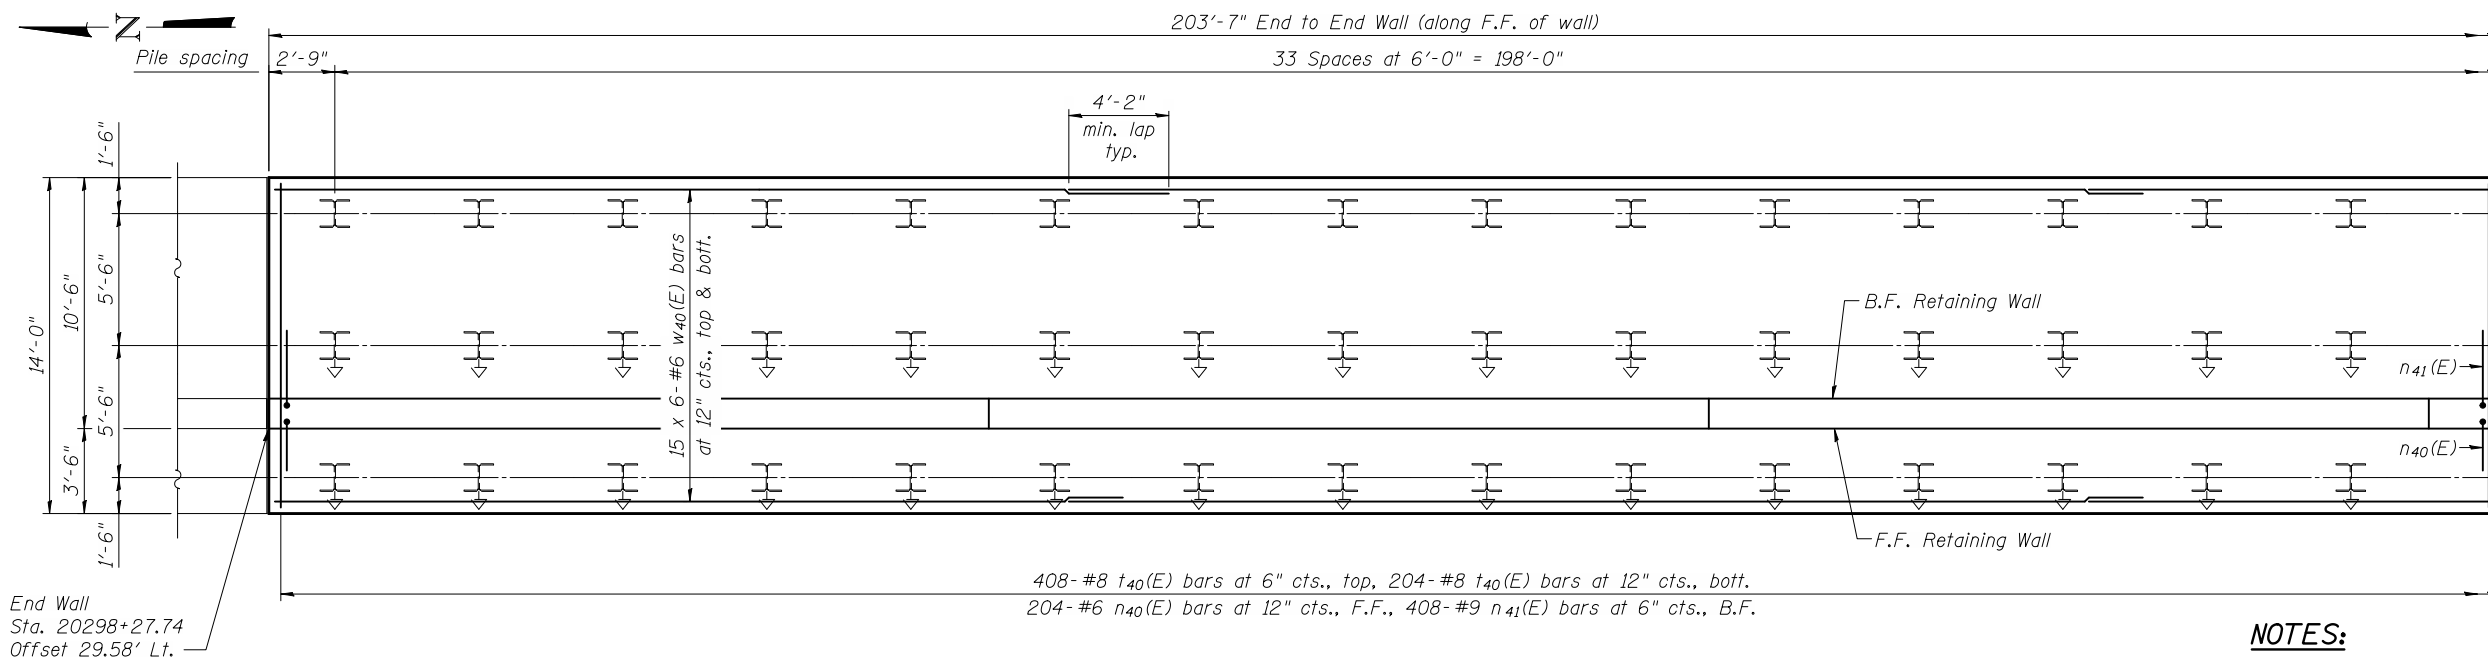 203'-7" End to End Wall (along F.F. of wall)
N
Pile spacing
2'-9"
33 Spaces at 6'-0" = 198'-0"
4'-2"
min. lap
typ.
1'-6"
5'-6"
10'-6"
14'-0"
5'-6"
3'-6"
1'-6"
15 x 6-#6 w40(E) bars
at 12" cts., top & bott.
B.F. Retaining Wall
n41(E)
n40(E)
F.F. Retaining Wall
408-#8 t40(E) bars at 6" cts., top, 204-#8 t40(E) bars at 12" cts., bott.
204-#6 n40(E) bars at 12" cts., F.F., 408-#9 n41(E) bars at 6" cts., B.F.
End Wall
Sta. 20298+27.74
Offset 29.58' Lt.
NOTES: